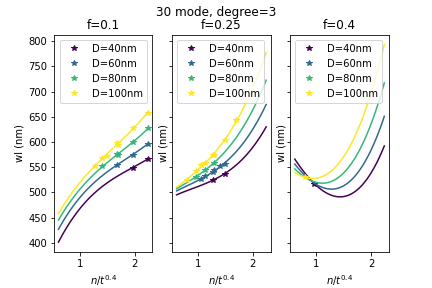 30 mode, degree=3
f=0.1
f=0.25
f=0.4
D=40nm
D=60nm
D=80nm
D=100nm
D=40nm
D=60nm
D=80nm
D=100nm
D=40nm
D=60nm
D=80nm
D=100nm
wl (nm)
wl (nm)
wl (nm)
800
750
700
650
600
550
500
450
400
1 2
1 2
1 2
n/t^0.4
n/t^0.4
n/t^0.4